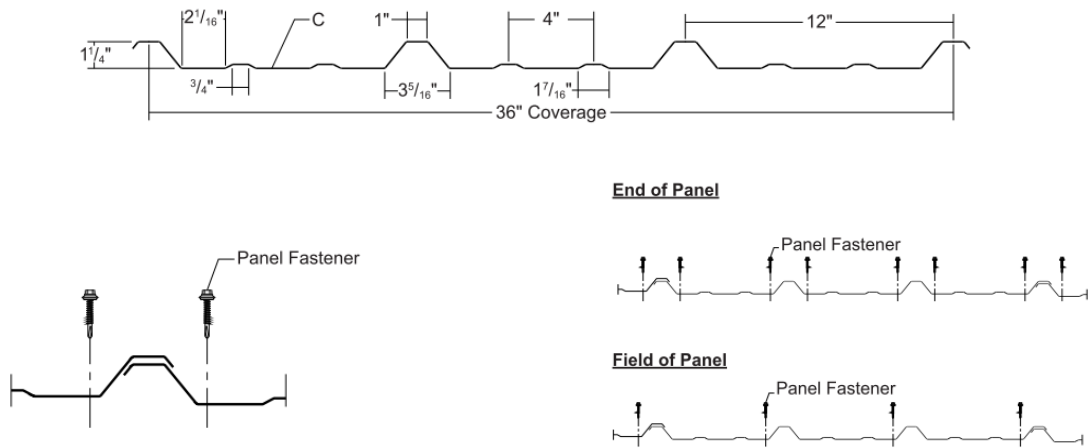 2 1/16"
C
1"
4"
12"
1 1/4"
3/4"
3 5/16"
1 7/16"
36" Coverage
End of Panel
Panel Fastener
Panel Fastener
Field of Panel
Panel Fastener